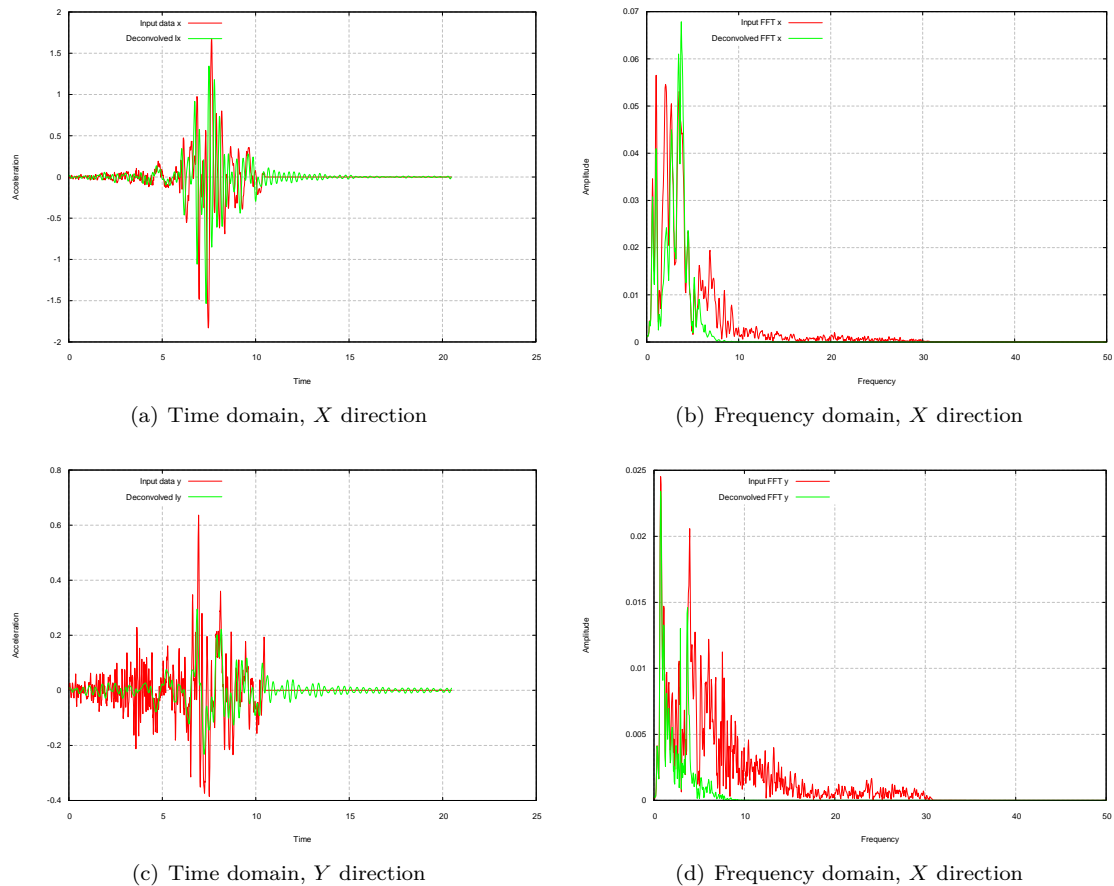 Input data x
Deconvolved Ix
2
1.5
1
0.5
0
-0.5
-1
-1.5
-2
Acceleration
0 5 10 15 20 25
Time
(a) Time domain, X direction
Input FFT x
Deconvolved FFT x
0.07
0.06
0.05
0.04
0.03
0.02
0.01
0
Amplitude
0 10 20 30 40 50
Frequency
(b) Frequency domain, X direction
Input data y
Deconvolved Iy
0.8
0.6
0.4
0.2
0
-0.2
-0.4
Acceleration
0 5 10 15 20 25
Time
(c) Time domain, Y direction
Input FFT y
Deconvolved FFT y
0.025
0.02
0.015
0.01
0.005
0
Amplitude
0 10 20 30 40 50
Frequency
(d) Frequency domain, X direction